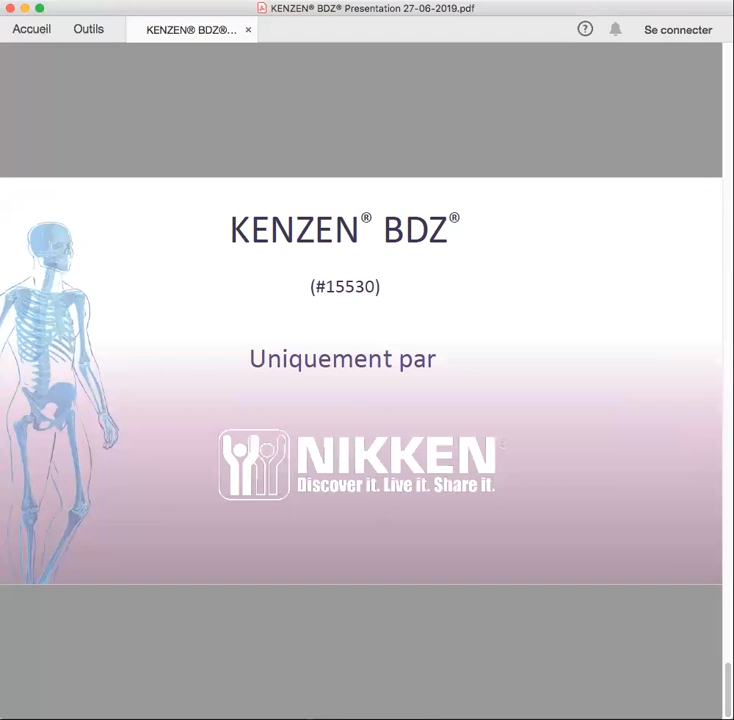 KENZEN® BDZ® Presentation 27-06-2019.pdf
Accueil
Outils
KENZEN® BDZ®...
×
Se connecter
KENZEN® BDZ®
(#15530)
Uniquement par
NIKKEN
Discover it. Live it. Share it.